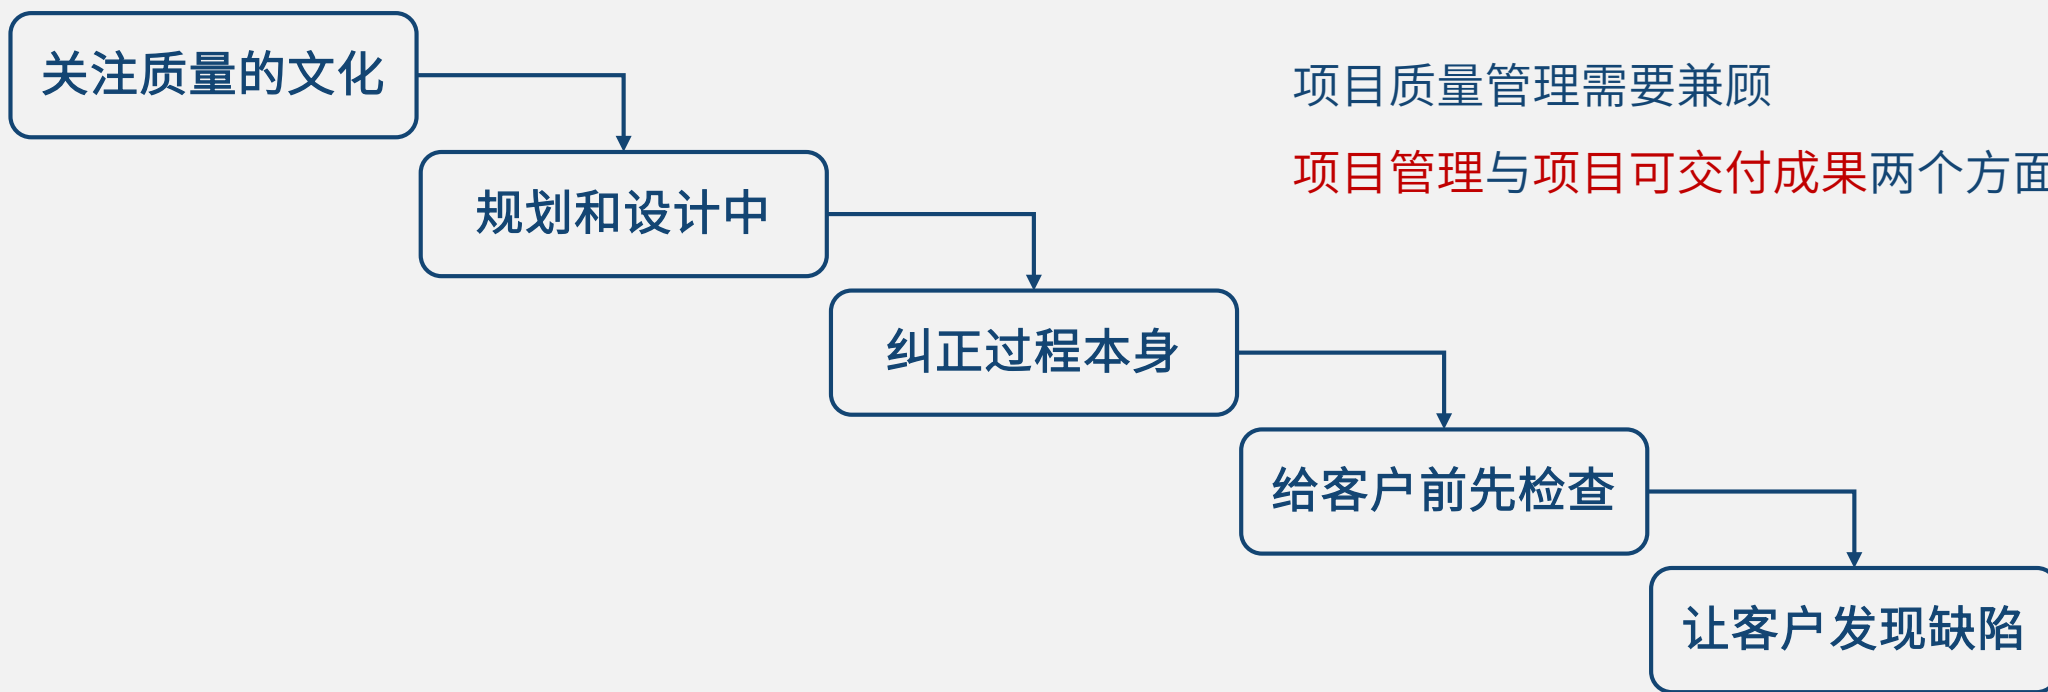 关注质量的文化
项目质量管理需要兼顾
项目管理与项目可交付成果两个方面
规划和设计中
纠正过程本身
给客户前先检查
让客户发现缺陷